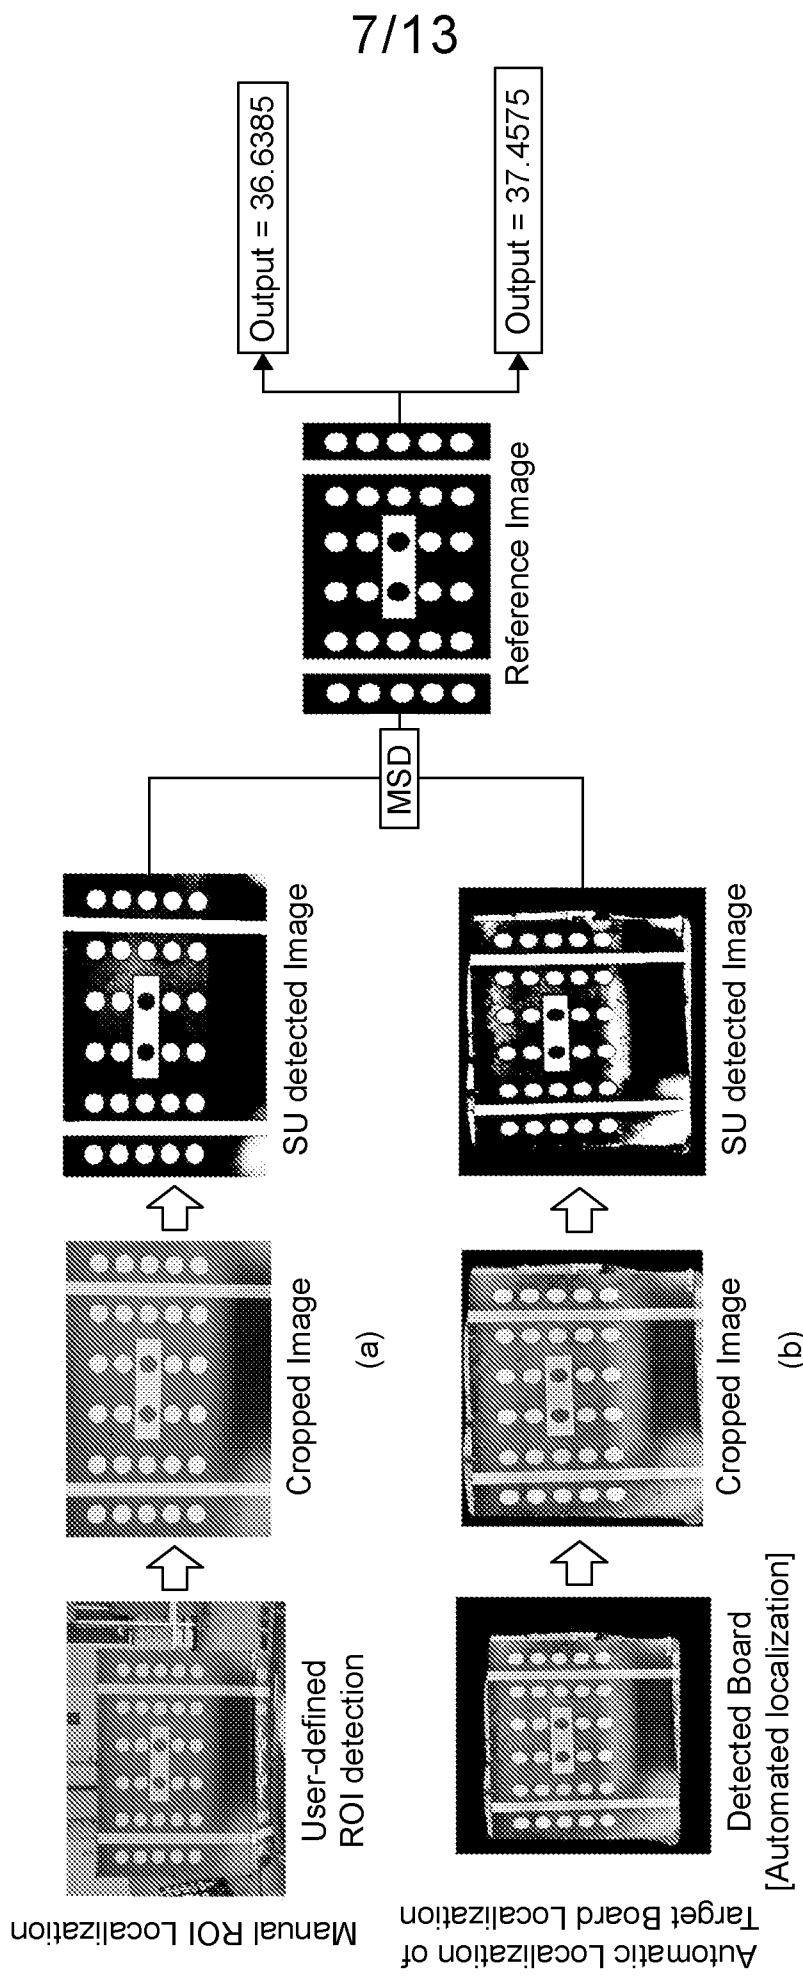 7/13
Manual ROI Localization
User-defined
ROI detection
Cropped Image
SU detected Image
(a)
Automatic Localization of
Target Board Localization
Detected Board
[Automated localization]
Cropped Image
SU detected Image
(b)
MSD
Reference Image
Output = 36.6385
Output = 37.4575